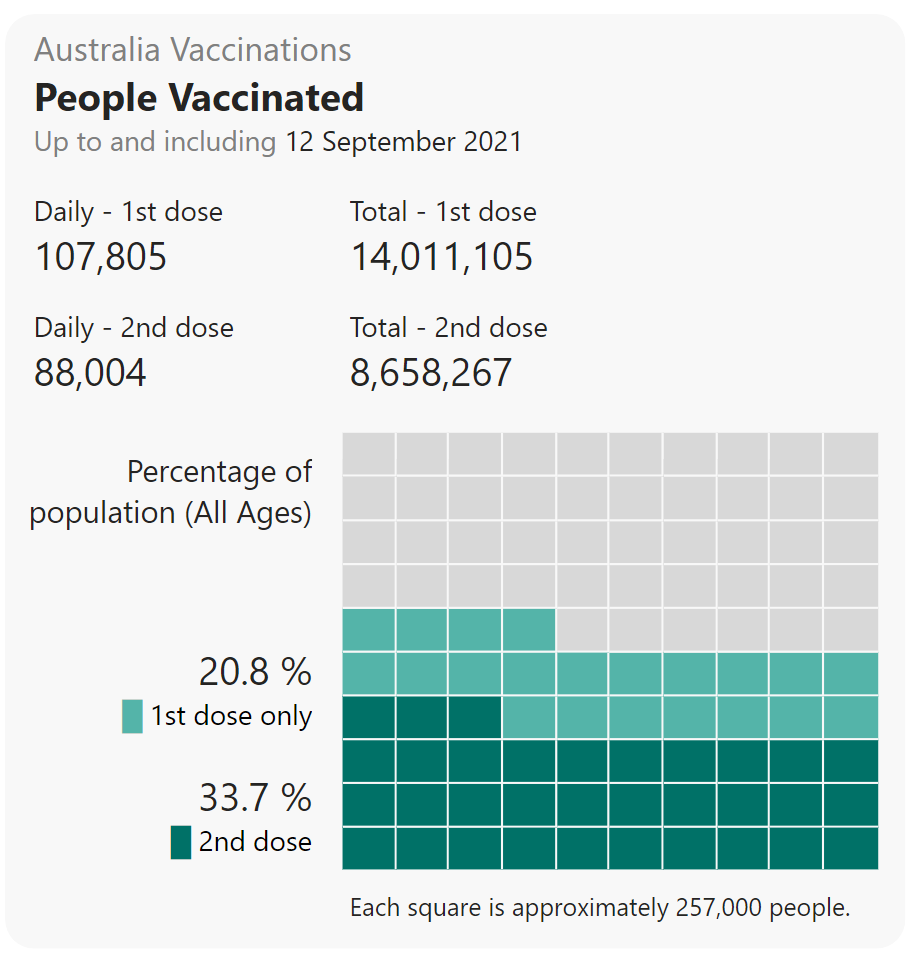 Australia Vaccinations
People Vaccinated
Up to and including 12 September 2021
Daily - 1st dose
107,805
Total - 1st dose
14,011,105
Daily - 2nd dose
88,004
Total - 2nd dose
8,658,267
Percentage of
population (All Ages)
20.8 %
1st dose only
33.7 %
2nd dose
Each square is approximately 257,000 people.